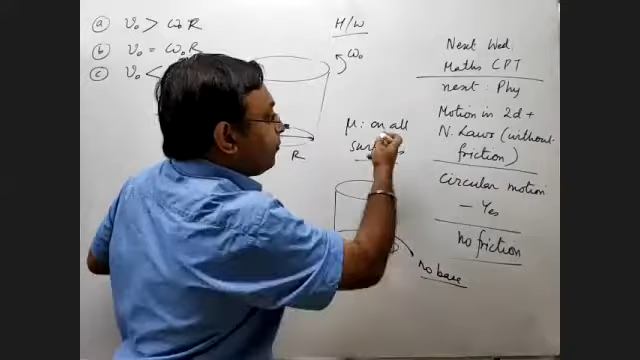 (a) v₀ > ω₀R
(b) v₀ = ω₀R
(c) v₀ <
H/W
ω₀
R
μ: on all
no base
Next Wed
Maths CPT
next: Phy
Motion in 2d +
N. Laws (without
friction)
Circular motion
— Yes
No friction